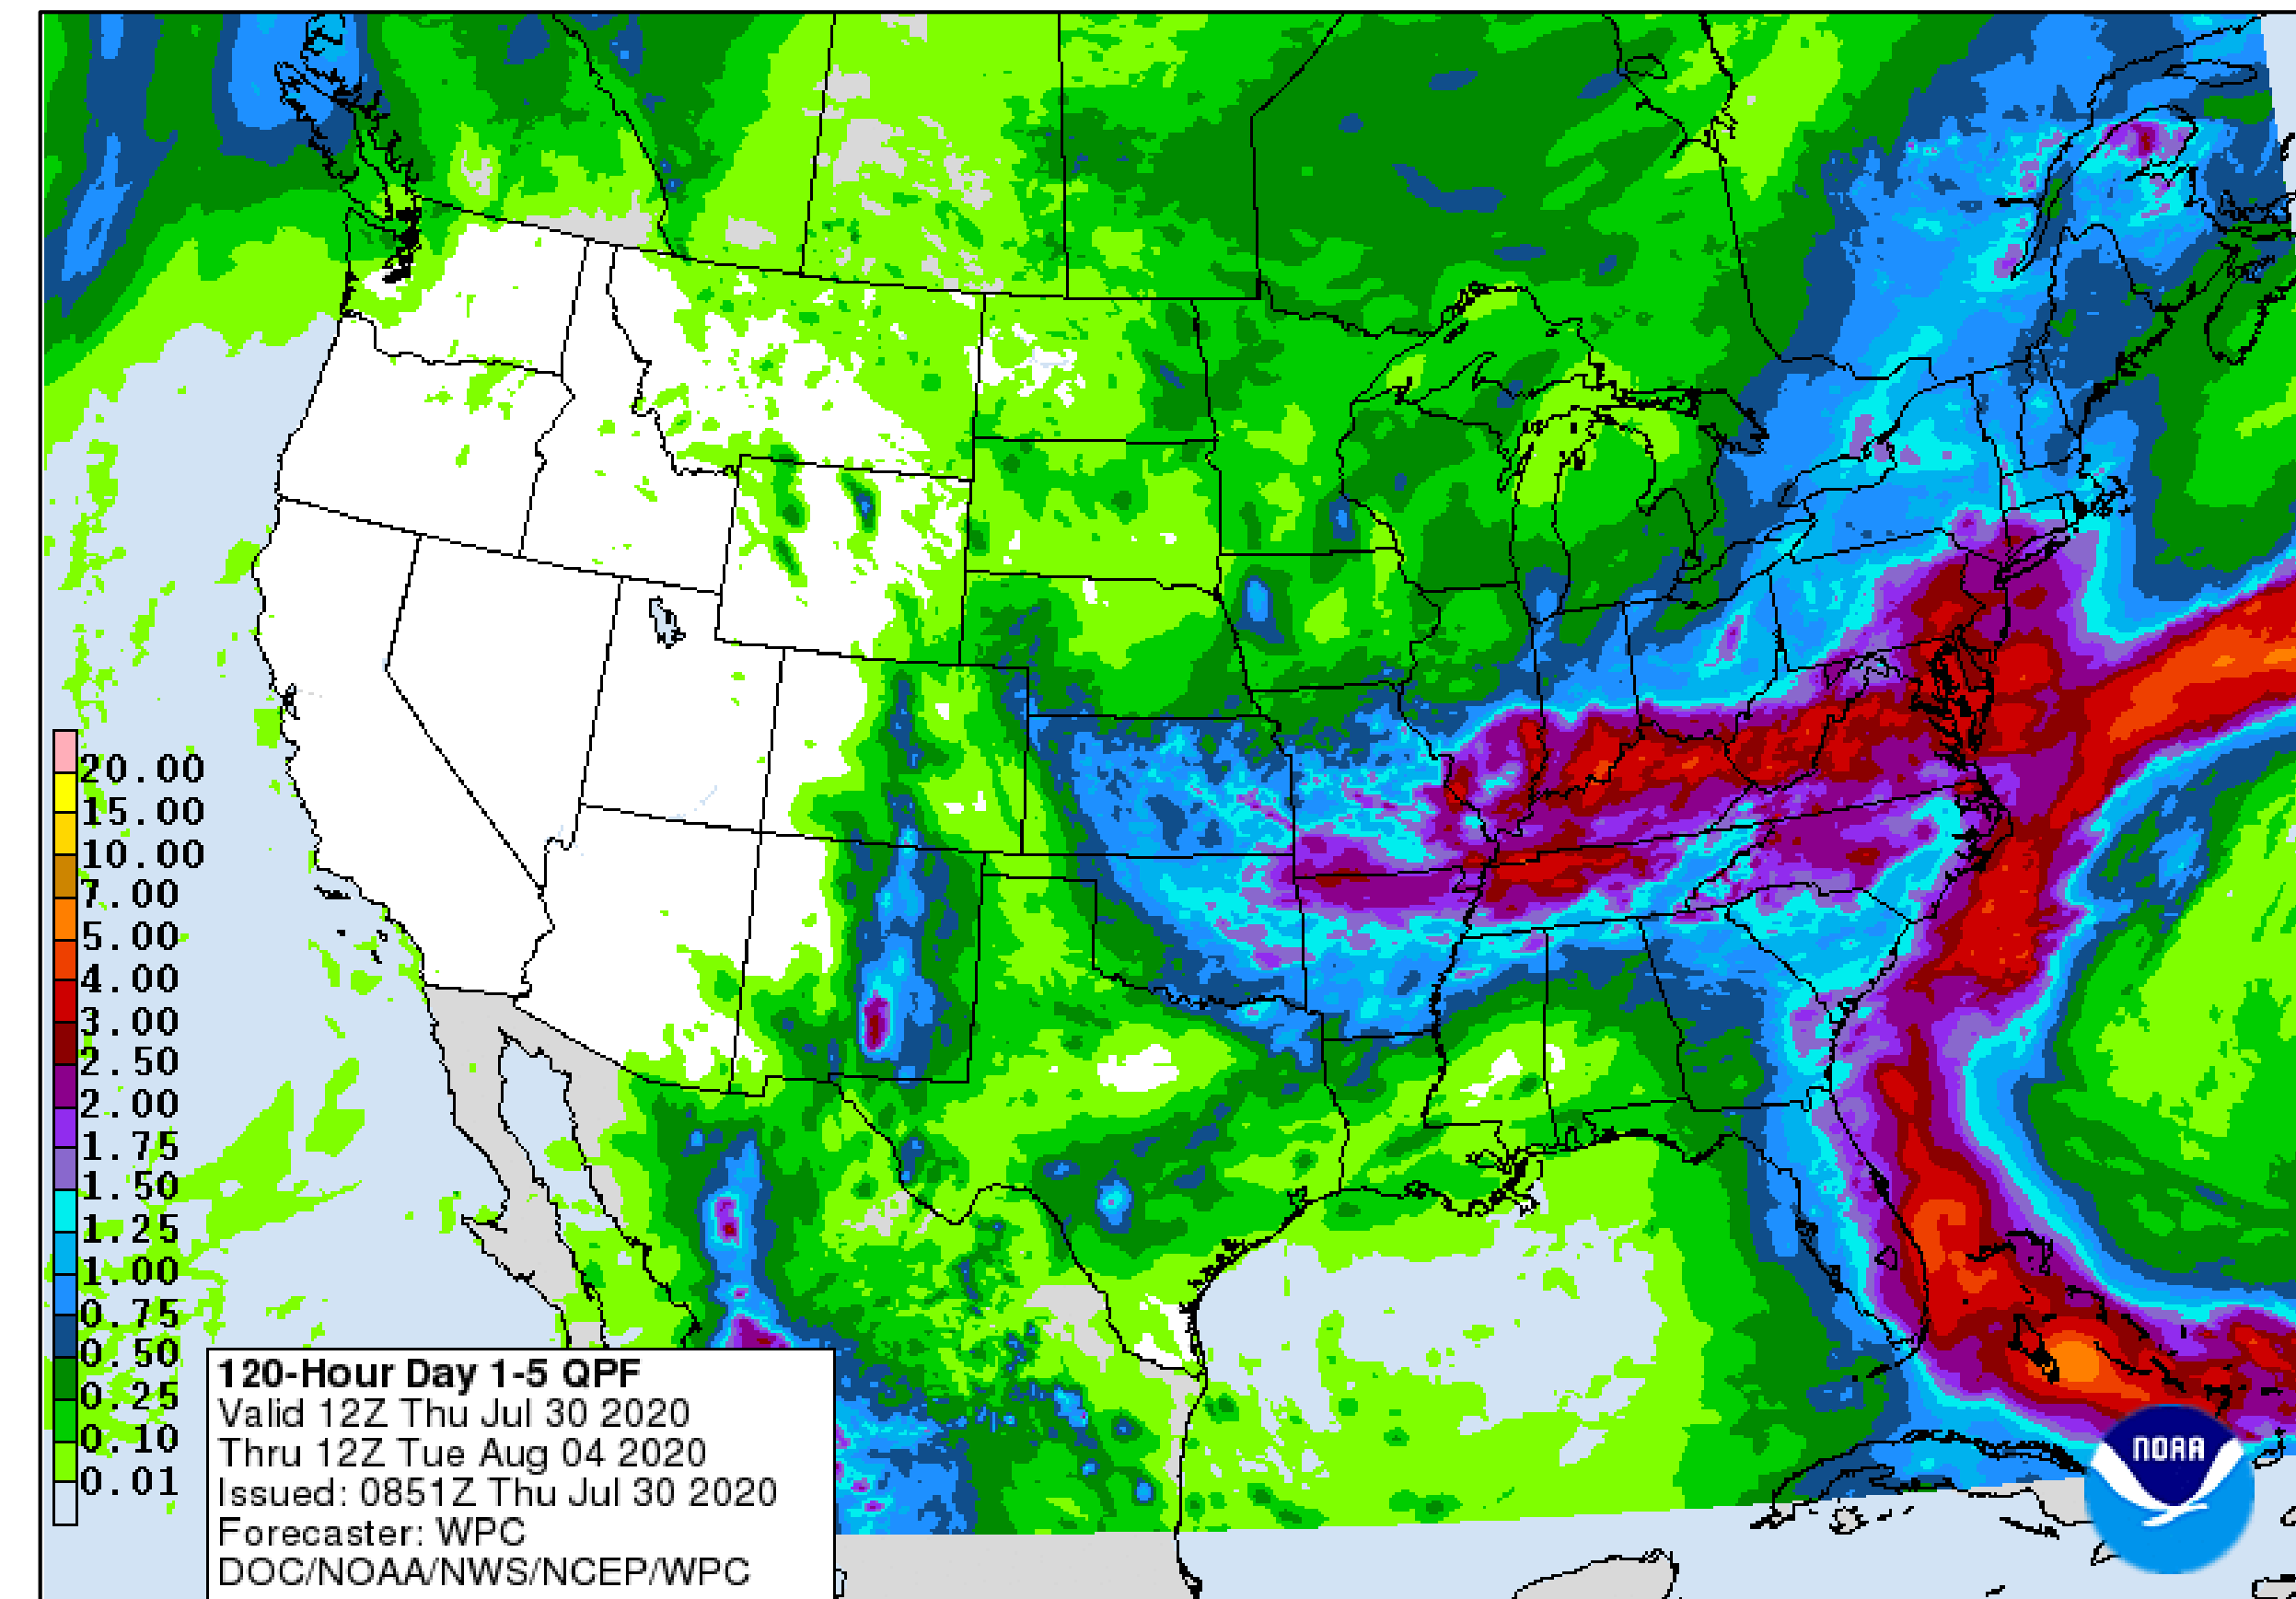 20.00
15.00
10.00
7.00
5.00
4.00
3.00
2.50
2.00
1.75
1.50
1.25
1.00
0.75
0.50
0.25
0.10
0.01
120-Hour Day 1-5 QPF
Valid 12Z Thu Jul 30 2020
Thru 12Z Tue Aug 04 2020
Issued: 0851Z Thu Jul 30 2020
Forecaster: WPC
DOC/NOAA/NWS/NCEP/WPC
NOAA